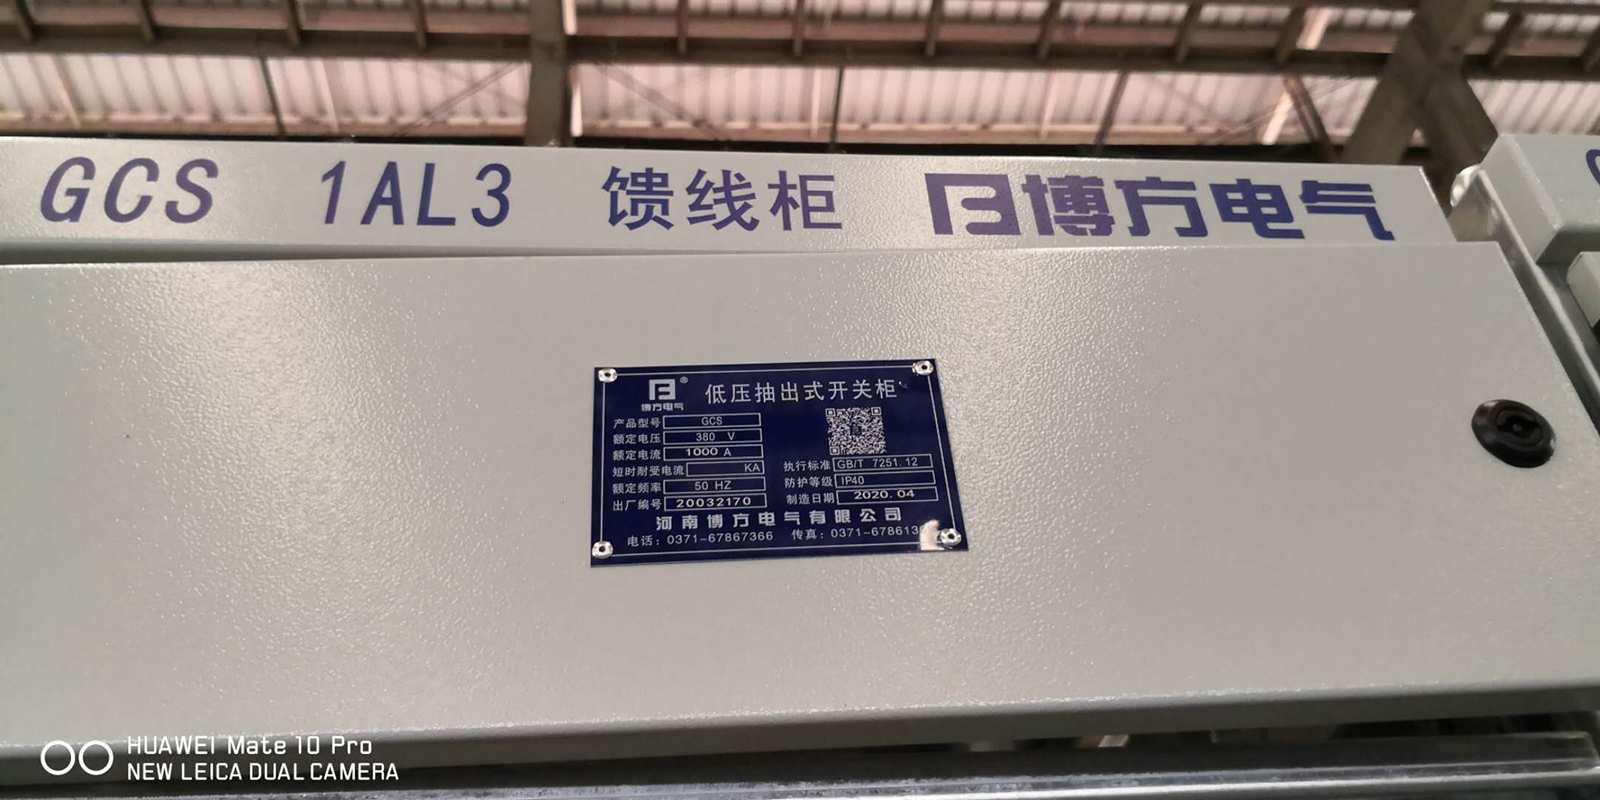 GCS 1AL3 馈线柜 博方电气
博方电气® 低压抽出式开关柜
产品型号 GCS
额定电压 380 V
额定电流 1000 A
短时耐受电流 KA
额定频率 50 HZ
出厂编号 20032170
执行标准 GB/T 7251.12
防护等级 IP40
制造日期 2020.04
河南博方电气有限公司
电话：0371-67867366 传真：0371-678613
HUAWEI Mate 10 Pro
NEW LEICA DUAL CAMERA